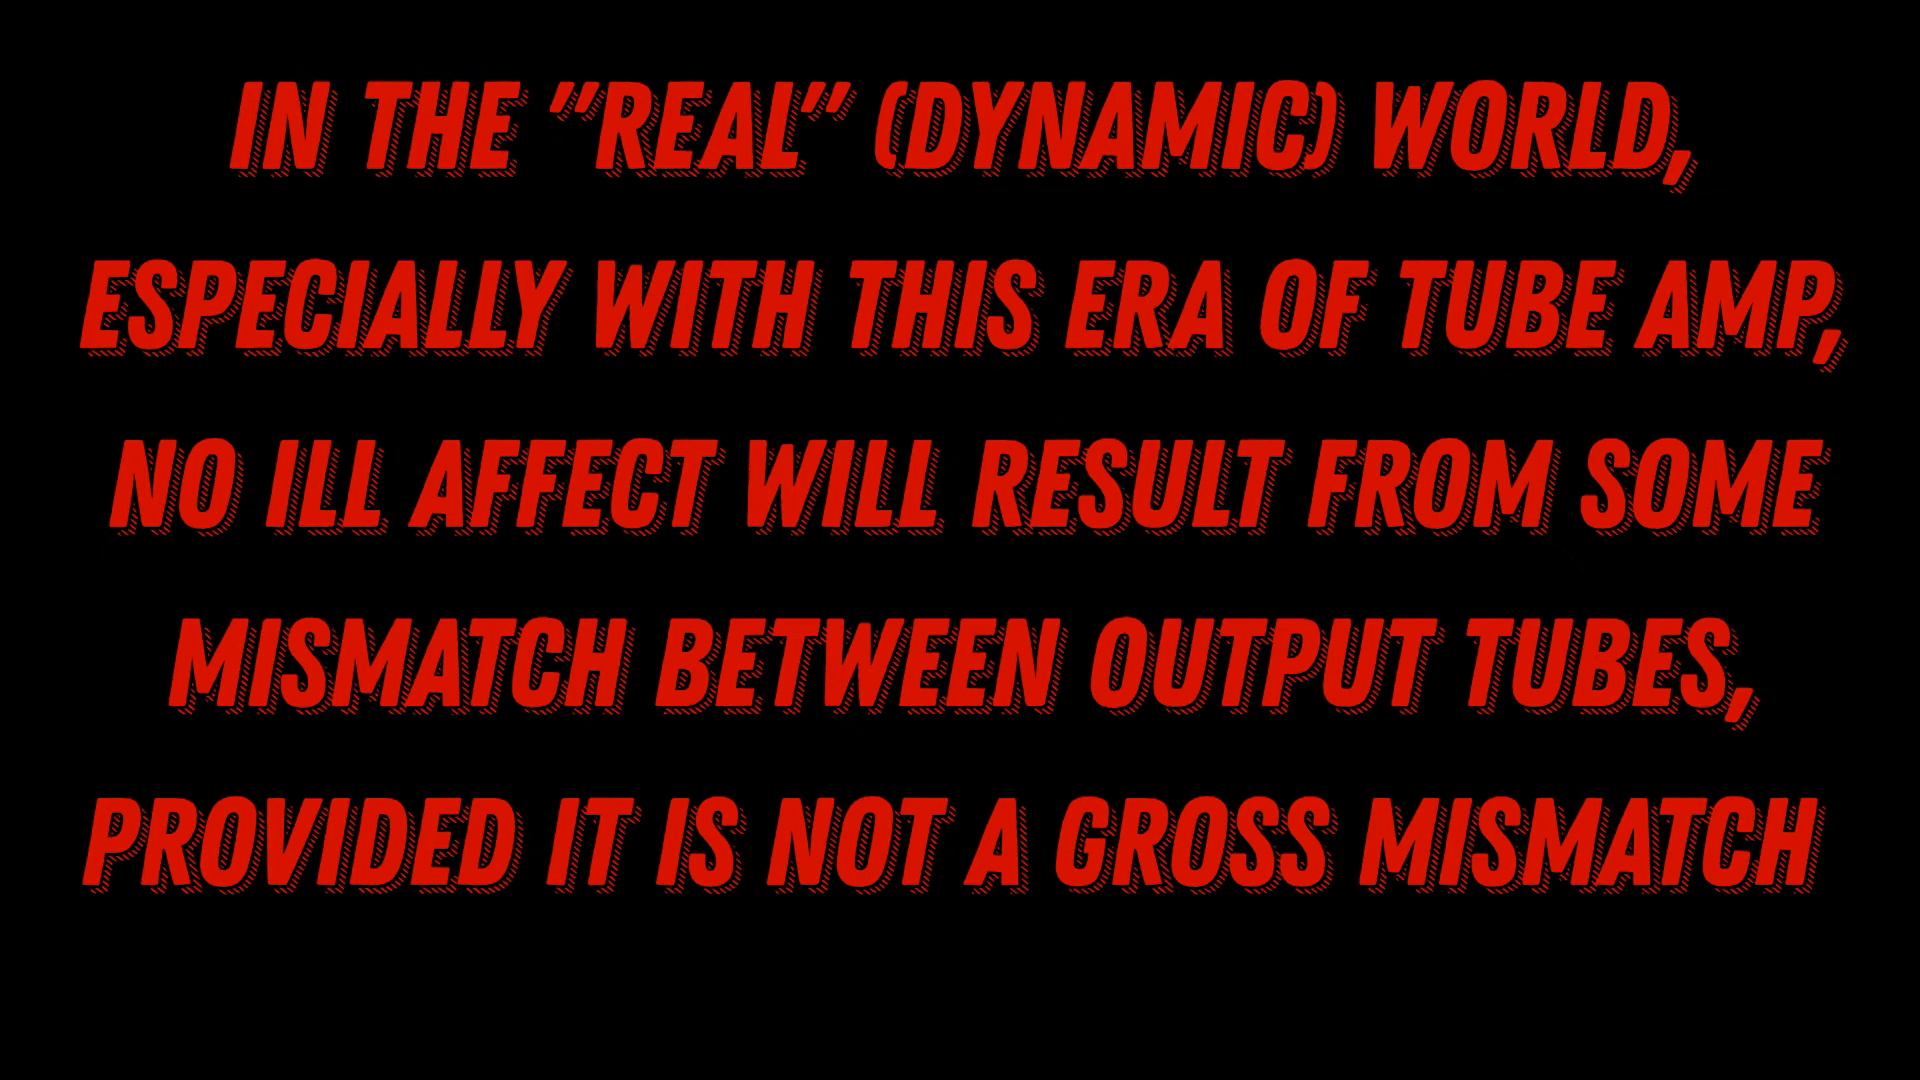 IN THE "REAL" (DYNAMIC) WORLD,
ESPECIALLY WITH THIS ERA OF TUBE AMP,
NO ILL AFFECT WILL RESULT FROM SOME
MISMATCH BETWEEN OUTPUT TUBES,
PROVIDED IT IS NOT A GROSS MISMATCH